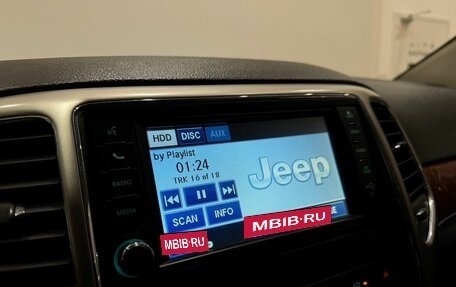 HDD DISC AUX
by Playlist
01:24
TRK 16 of 18
Jeep
SCAN INFO
RADIO
MEDIA
MBIB.RU
MBIB.RU